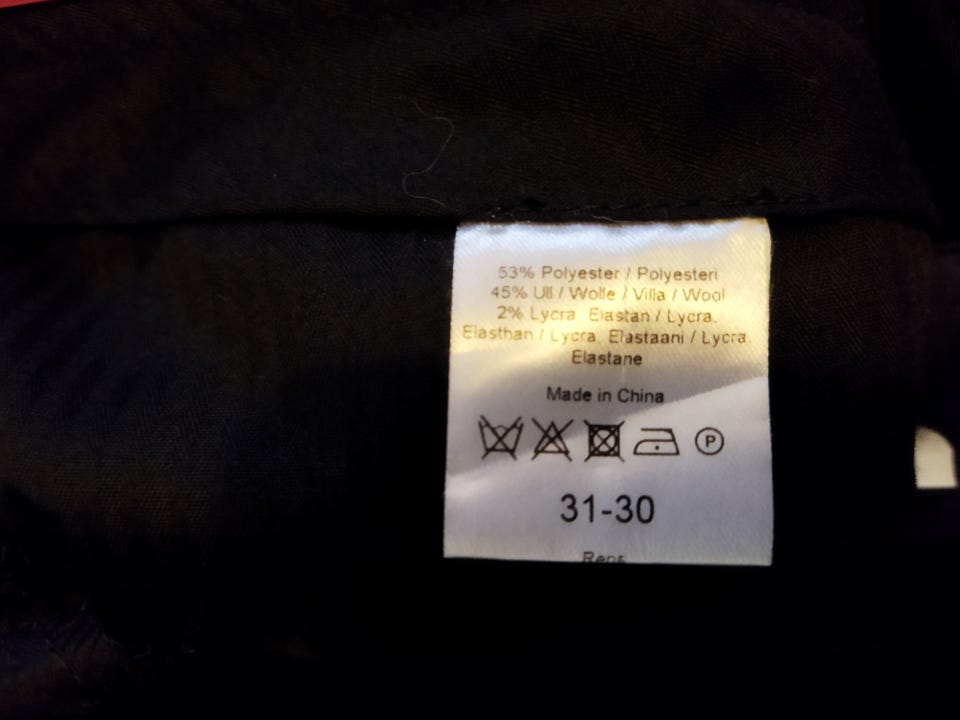 53% Polyester / Polyesteri
45% Ull / Wolle / Villa / Wool
2% Lycra, Elastan / Lycra,
Elasthan / Lycra, Elastaani / Lycra,
Elastane
Made in China
P
31-30
Rens